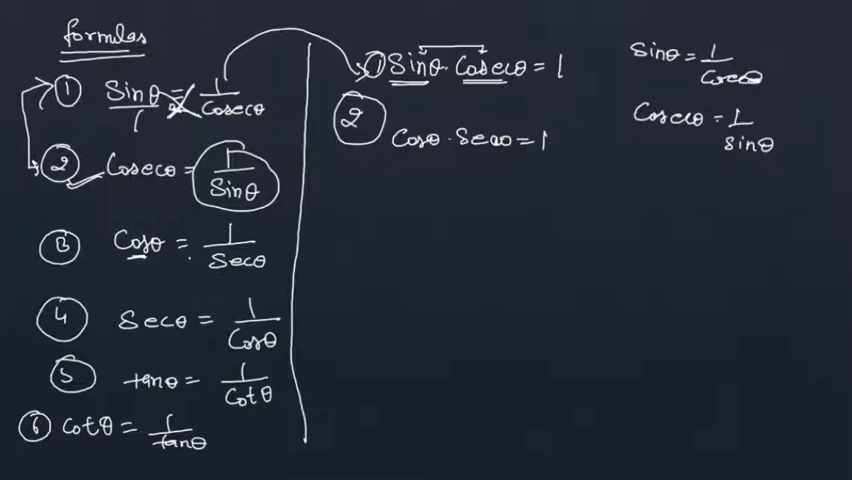 formulas
① Sinθ/1 = 1/Cosecθ
② Cosecθ = 1/Sinθ
③ Cosθ = 1/Secθ
④ Secθ = 1/Cosθ
⑤ tanθ = 1/Cotθ
⑥ Cotθ = 1/tanθ
① Sinθ · Cosecθ = 1
② Cosθ · Secθ = 1
Sinθ = 1/Cosecθ
Cosecθ = 1/sinθ